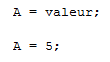 A = valeur;
A = 5;